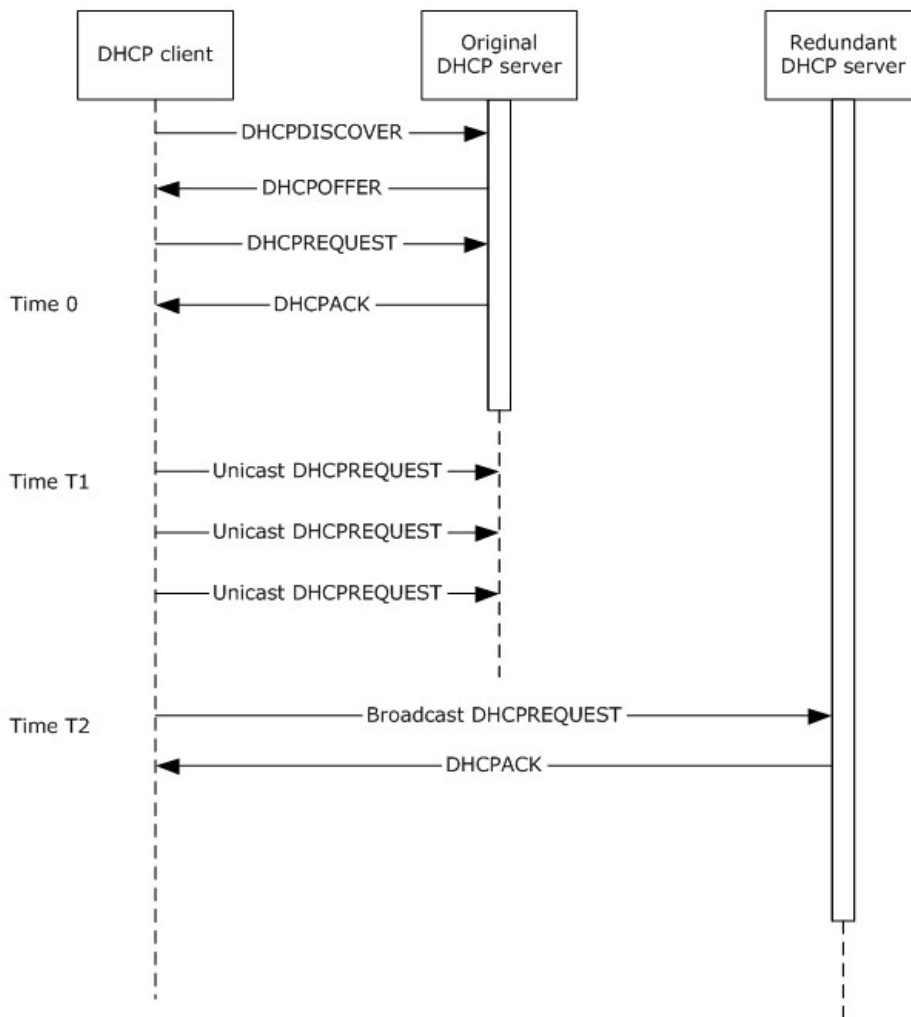 DHCP client
Original
DHCP server
Redundant
DHCP server
DHCPDISCOVER
DHCPOFFER
DHCPREQUEST
Time 0
DHCPACK
Time T1
Unicast DHCPREQUEST
Unicast DHCPREQUEST
Unicast DHCPREQUEST
Time T2
Broadcast DHCPREQUEST
DHCPACK